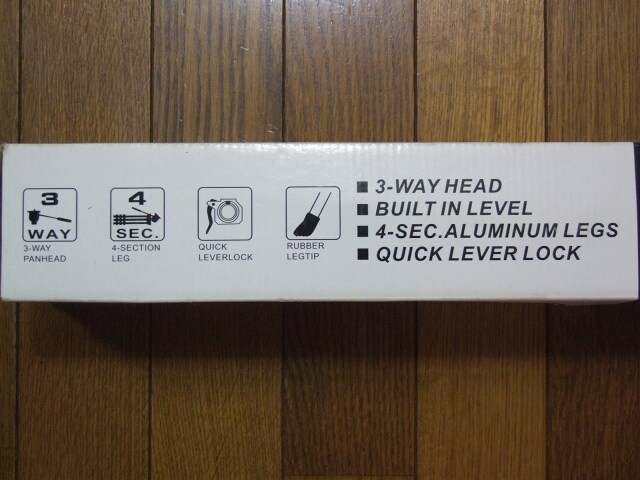 3
WAY
3-WAY
PANHEAD
4
SEC.
4-SECTION
LEG
QUICK
LEVERLOCK
RUBBER
LEGTIP
■ 3-WAY HEAD
■ BUILT IN LEVEL
■ 4-SEC.ALUMINUM LEGS
■ QUICK LEVER LOCK